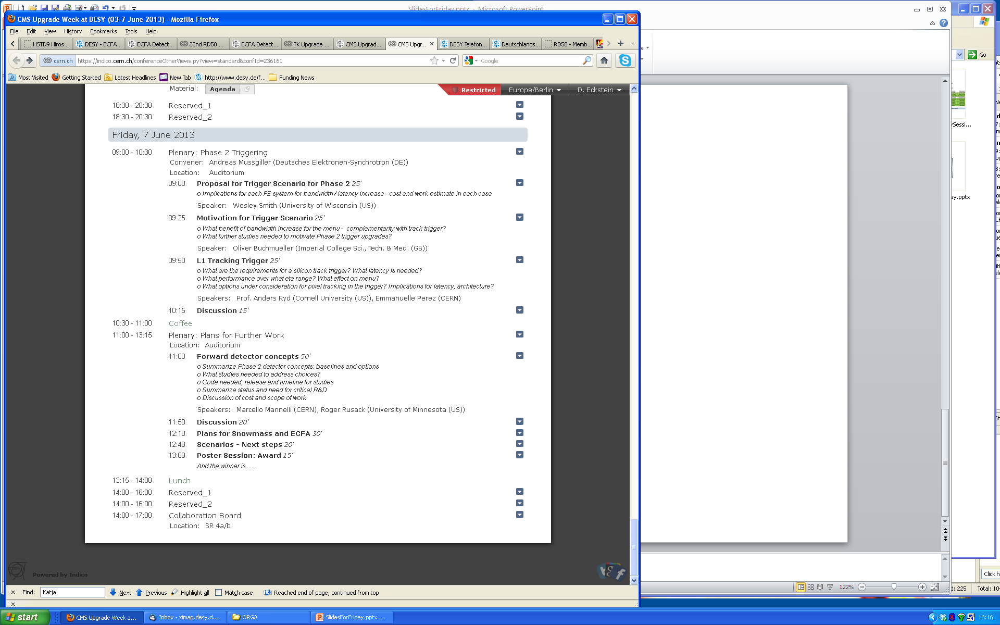 SlidesForFriday.pptx - Microsoft PowerPoint
CMS Upgrade Week at DESY (03-7 June 2013) - Mozilla Firefox
File Edit View History Bookmarks Tools Help
HSTD9 Hiros... DESY - ECFA... ECFA Detect... 22nd RD50 ... ECFA Detect... TK Upgrade ... CMS Upgrad... CMS Upgr... DESY Telefon... Deutschlands... RD50 - Memb...
cern.ch https://indico.cern.ch/conferenceOtherViews.py?view=standard&confId=236161 Google
Go
Most Visited Getting Started Latest Headlines New Tab http://www.desy.de/f... Funding News
Material: Agenda
Restricted Europe/Berlin D. Eckstein
18:30 - 20:30 Reserved_1
18:30 - 20:30 Reserved_2
Friday, 7 June 2013
09:00 - 10:30 Plenary: Phase 2 Triggering
Convener: Andreas Mussgiller (Deutsches Elektronen-Synchrotron (DE))
Location: Auditorium
09:00 Proposal for Trigger Scenario for Phase 2 25'
o Implications for each FE system for bandwidth / latency increase - cost and work estimate in each case
Speaker: Wesley Smith (University of Wisconsin (US))
09:25 Motivation for Trigger Scenario 25'
o What benefit of bandwidth increase for the menu - complementarity with track trigger?
o What further studies needed to motivate Phase 2 trigger upgrades?
Speaker: Oliver Buchmueller (Imperial College Sci., Tech. & Med. (GB))
09:50 L1 Tracking Trigger 25'
o What are the requirements for a silicon track trigger? What latency is needed?
o What performance over what eta range? What effect on menu?
o What options under consideration for pixel tracking in the trigger? Implications for latency, architecture?
Speakers: Prof. Anders Ryd (Cornell University (US)), Emmanuelle Perez (CERN)
10:15 Discussion 15'
10:30 - 11:00 Coffee
11:00 - 13:15 Plenary: Plans for Further Work
Location: Auditorium
11:00 Forward detector concepts 50'
o Summarize Phase 2 detector concepts: baselines and options
o What studies needed to address choices?
o Code needed, release and timeline for studies
o Summarize status and need for critical R&D
o Discussion of cost and scope of work
Speakers: Marcello Mannelli (CERN), Roger Rusack (University of Minnesota (US))
11:50 Discussion 20'
12:10 Plans for Snowmass and ECFA 30'
12:40 Scenarios - Next steps 20'
13:00 Poster Session: Award 15'
And the winner is........
13:15 - 14:00 Lunch
14:00 - 16:00 Reserved_1
14:00 - 16:00 Reserved_2
14:00 - 17:00 Collaboration Board
Location: SR 4a/b
Powered by Indico
ySessi...
ay.pptx
Click h
122%
d: 225 Total: 10
Find: Katja Next Previous Highlight all Match case Reached end of page, continued from top
start CMS Upgrade Week a... Inbox - ximap.desy.d... ORGA SlidesForFriday.pptx ... 16:16